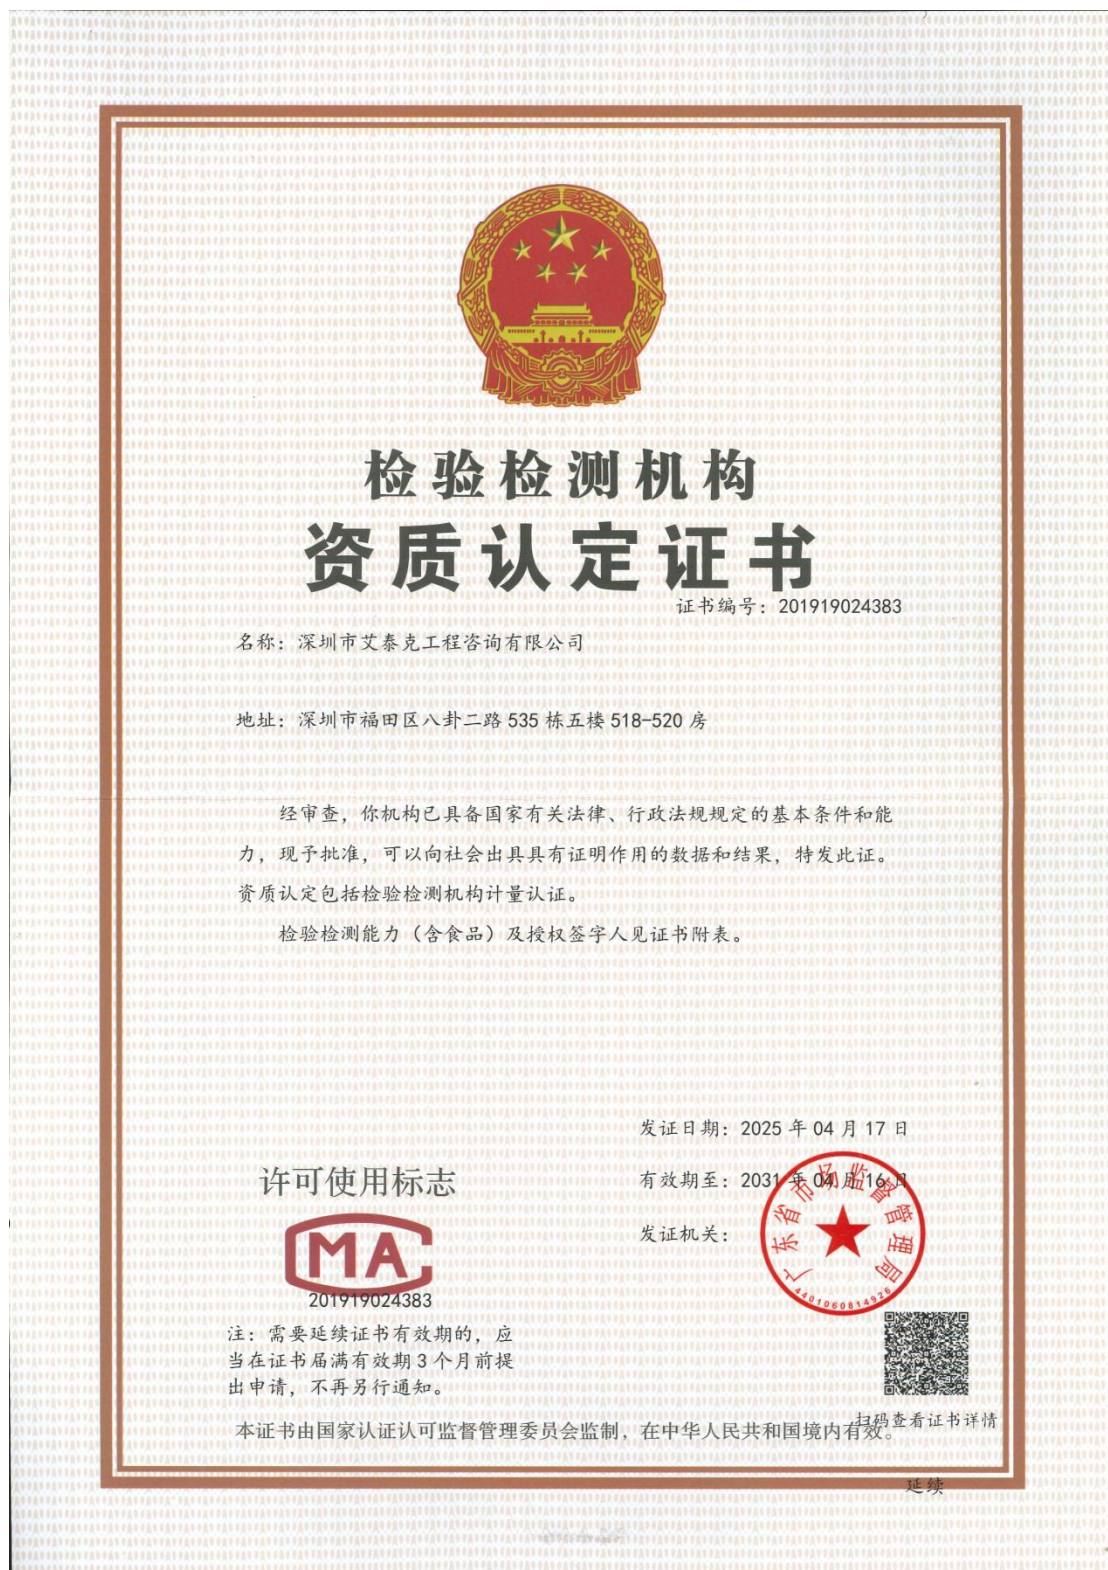 检验检测机构
资质认定证书
证书编号：201919024383
名称：深圳市艾泰克工程咨询有限公司
地址：深圳市福田区八卦二路535栋五楼518-520房
经审查，你机构已具备国家有关法律、行政法规规定的基本条件和能
力，现予批准，可以向社会出具具有证明作用的数据和结果，特发此证。
资质认定包括检验检测机构计量认证。
检验检测能力（含食品）及授权签字人见证书附表。
发证日期：2025年04月17日
许可使用标志
有效期至：2031年04月16日
发证机关：
广东省市场监督管理局
4401060814926
MA
201919024383
注：需要延续证书有效期的，应
当在证书届满有效期3个月前提
出申请，不再另行通知。
扫码查看证书详情
本证书由国家认证认可监督管理委员会监制，在中华人民共和国境内有效。
延续